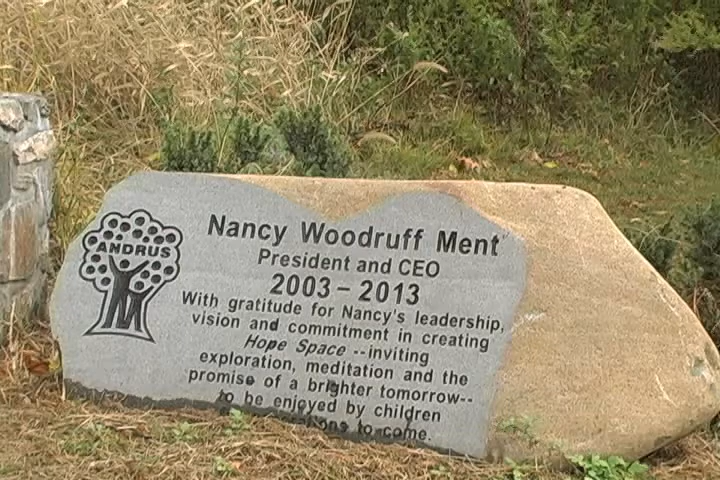 ANDRUS
Nancy Woodruff Ment
President and CEO
2003 - 2013
With gratitude for Nancy's leadership,
vision and commitment in creating
Hope Space --inviting
exploration, meditation and the
promise of a brighter tomorrow--
to be enjoyed by children
to come.